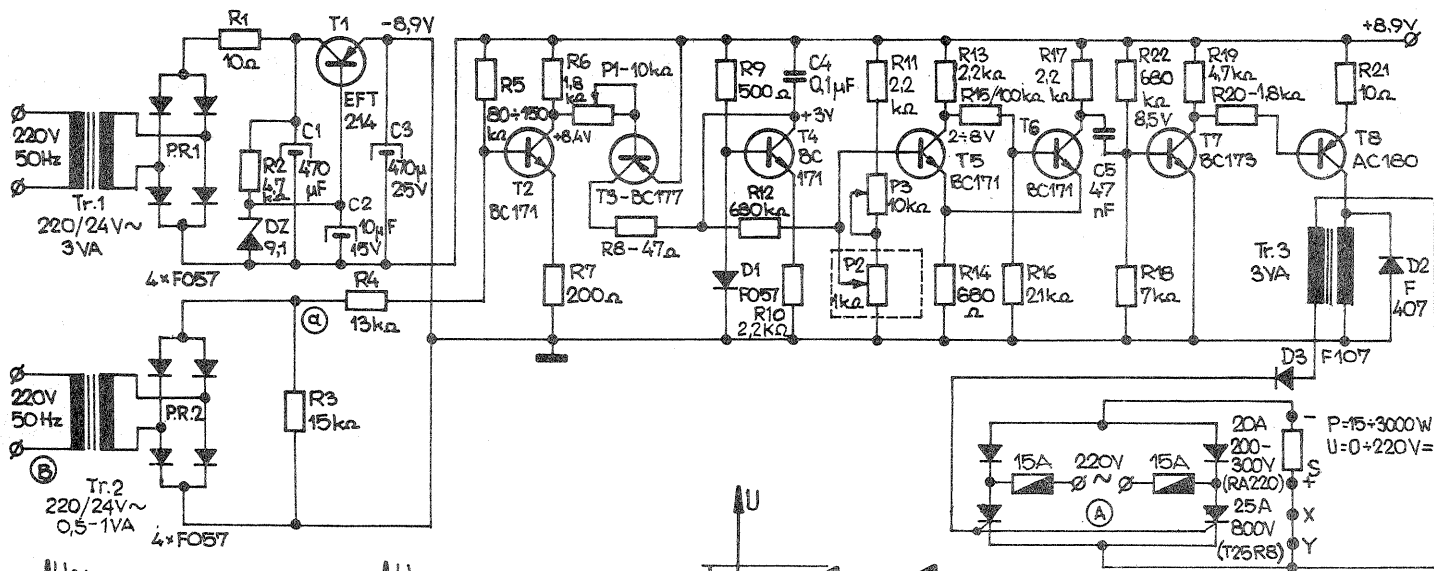 R1
10Ω
T1
-8,9V
EFT
214
220V
50Hz
P.R.1
Tr.1
220/24V~
3VA
R2
4,7
kΩ
DZ
9,1
C1
470
μF
C2
10μF
15V
C3
470μ
25V
4×F057
R5
80÷150
kΩ
R6
1,8
kΩ
P1-10kΩ
+8,4V
T2
BC171
T3-BC177
R8-47Ω
R7
200Ω
R9
500Ω
C4
0,1μF
+3V
T4
BC
171
R12
680kΩ
D1
F057
R10
2,2KΩ
R11
2,2
kΩ
P3
10kΩ
P2
1kΩ
R13
2,2kΩ
R15/100kΩ
2÷8V
T5
BC171
R14
680
Ω
R16
21kΩ
T6
BC171
R17
2,2
kΩ
C5
47
nF
R22
680
kΩ
8,5V
R18
7kΩ
R19
4,7kΩ
R20-1,8kΩ
T7
BC173
+8,9V
R21
10Ω
T8
AC180
Tr.3
3VA
D2
F
407
D3
F107
R4
13kΩ
a
R3
15kΩ
220V
50Hz
P.R.2
B
Tr.2
220/24V~
0,5-1VA
4×F057
U
15A
220V
~
15A
A
20A
200-
300V
(RA220)
25A
800V
(T25R8)
-
S
+
X
Y
P=15÷3000W
U=0÷220V=